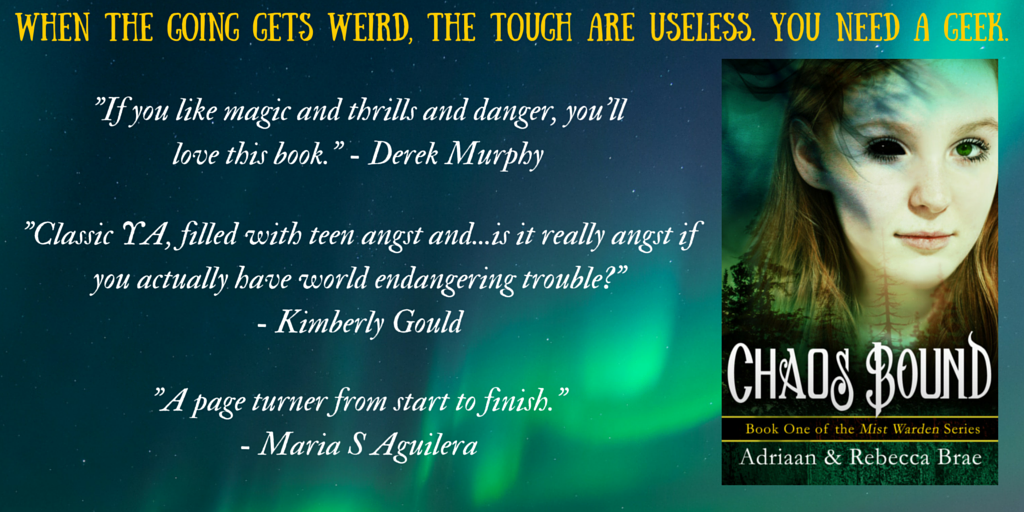 WHEN THE GOING GETS WEIRD, THE TOUGH ARE USELESS. YOU NEED A GEEK.
"If you like magic and thrills and danger, you'll
love this book." - Derek Murphy
"Classic YA, filled with teen angst and...is it really angst if
you actually have world endangering trouble?"
- Kimberly Gould
"A page turner from start to finish."
- Maria S Aguilera
CHAOS BOUND
Book One of the Mist Warden Series
Adriaan & Rebecca Brae